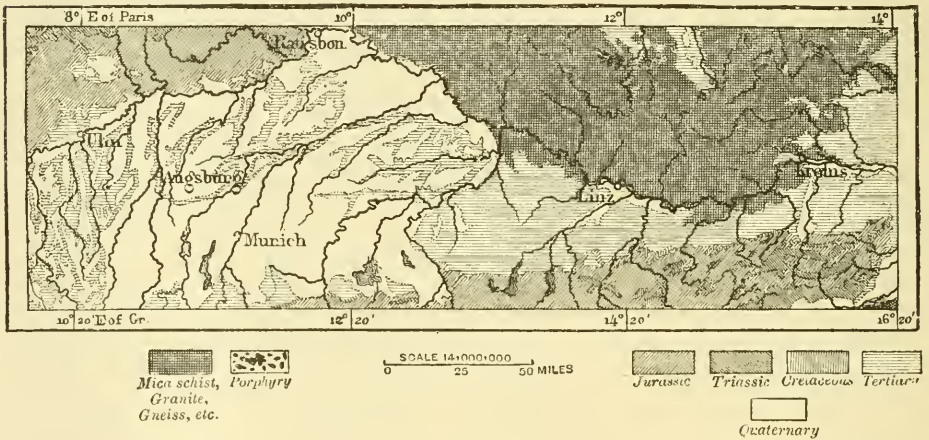 8° E of Paris 10° 12° 14°
Ratisbon
Ulm
Augsburg
Munich
Linz
Krems
10° 20' E of Gr. 12° 20' 14° 20' 16° 20'
Mica schist,
Granite,
Gneiss, etc.
Porphyry
SCALE 14:000:000
0 25 50 MILES
Jurassic Triassic Cretaceous Tertiary
Quaternary